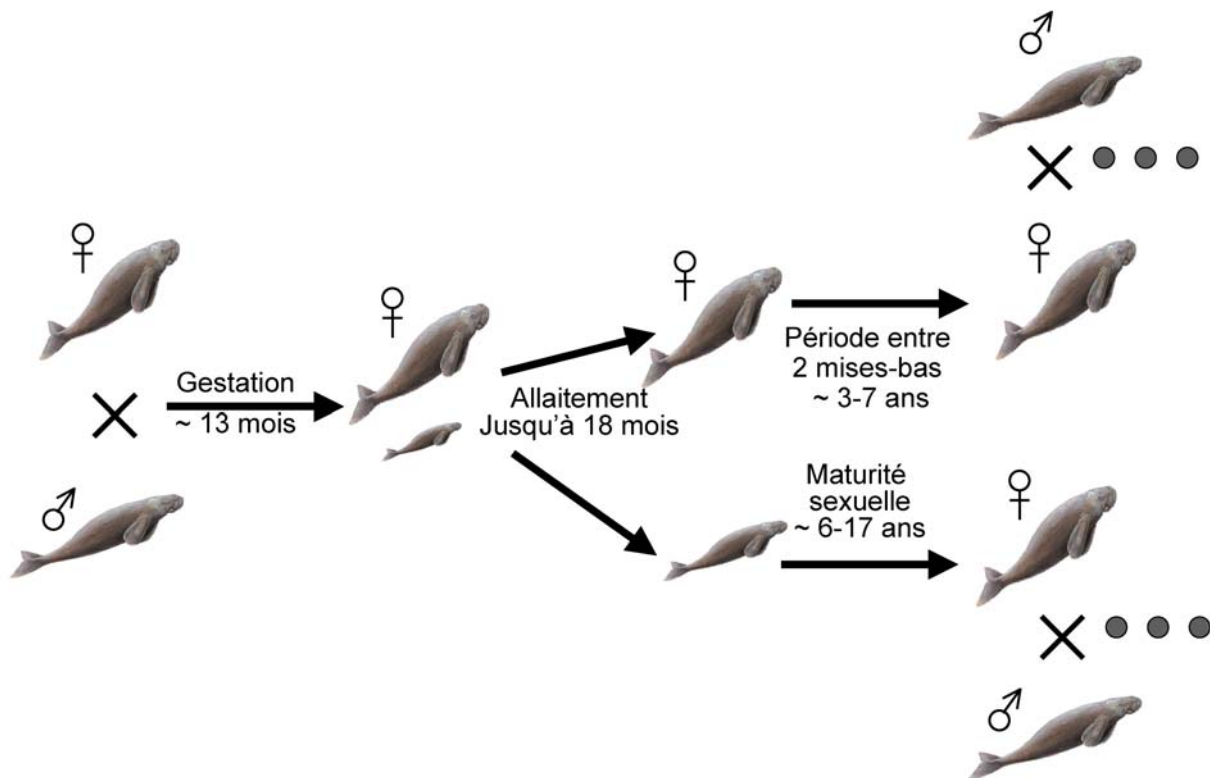 Gestation
~ 13 mois
Allaitement
Jusqu'à 18 mois
Période entre
2 mises-bas
~ 3-7 ans
Maturité
sexuelle
~ 6-17 ans